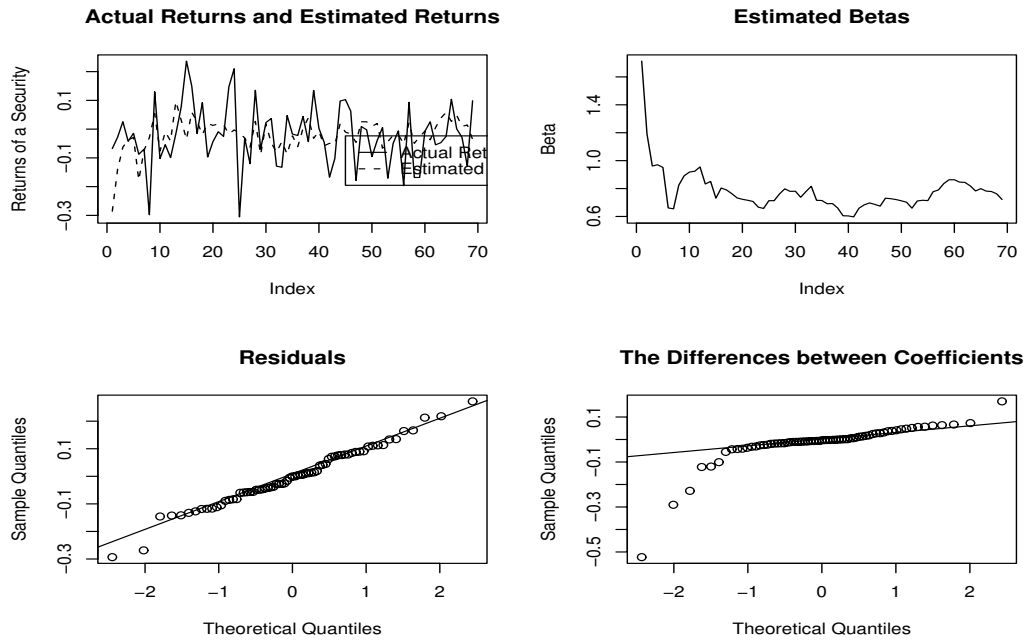 Actual Returns and Estimated Returns
Returns of a Security
0.1
−0.1
−0.3
Actual Ret
Estimated
0 10 20 30 40 50 60 70
Index
Estimated Betas
Beta
1.4
1.0
0.6
0 10 20 30 40 50 60 70
Index
Residuals
Sample Quantiles
0.1
−0.1
−0.3
−2 −1 0 1 2
Theoretical Quantiles
The Differences between Coefficients
Sample Quantiles
0.1
−0.1
−0.3
−0.5
−2 −1 0 1 2
Theoretical Quantiles